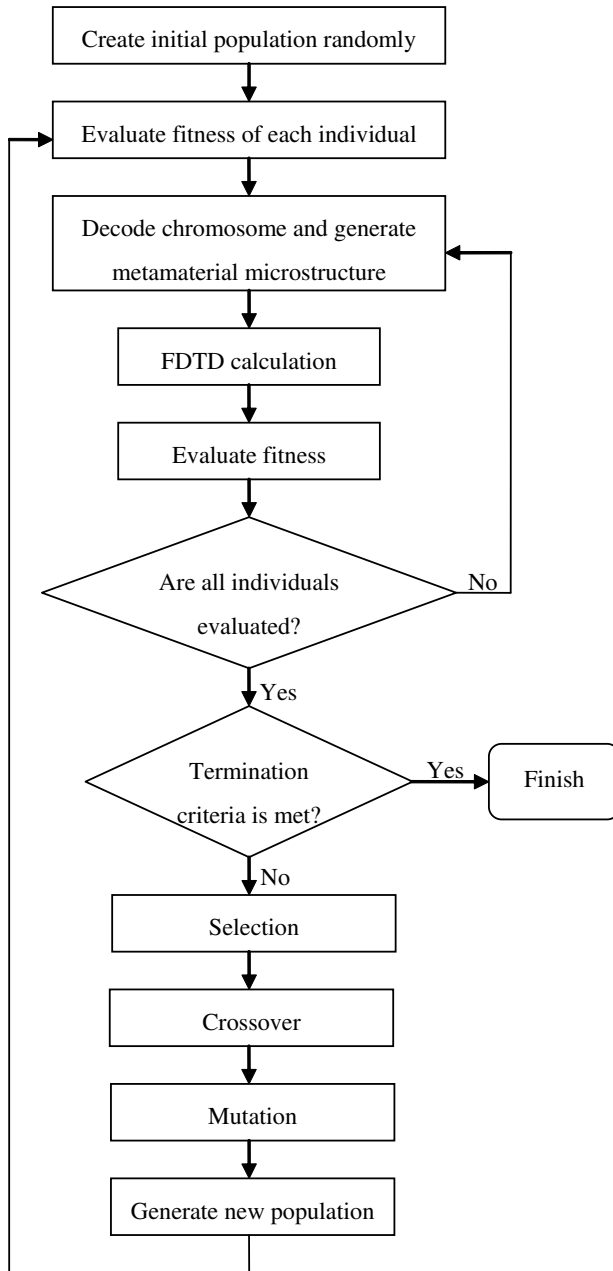 Create initial population randomly
Evaluate fitness of each individual
Decode chromosome and generate
metamaterial microstructure
FDTD calculation
Evaluate fitness
Are all individuals
evaluated?
No
Yes
Termination
criteria is met?
Yes
Finish
No
Selection
Crossover
Mutation
Generate new population